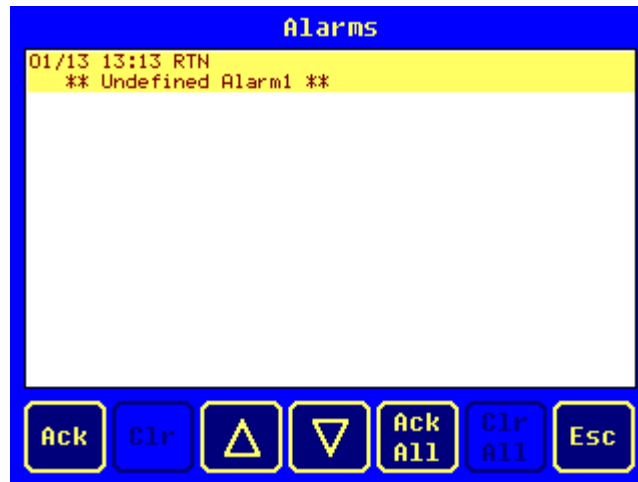 Alarms
01/13 13:13 RTN
** Undefined Alarm1 **
Ack
Clr
Ack
All
Clr
All
Esc